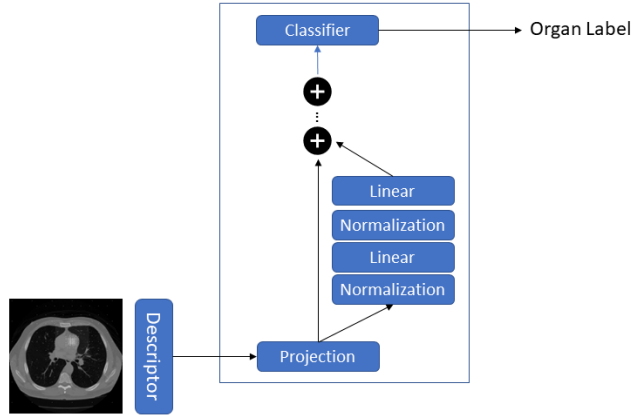 Classifier
Organ Label
Linear
Normalization
Linear
Normalization
Descriptor
Projection